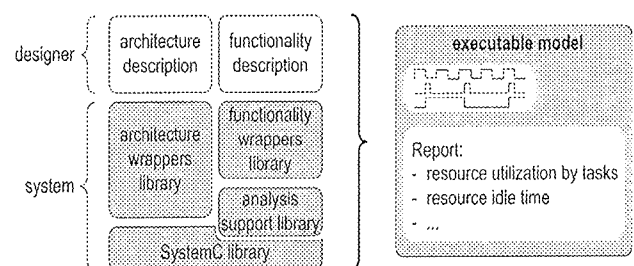 designer
architecture
description
functionality
description
system
architecture
wrappers
library
functionality
wrappers
library
analysis
support library
SystemC library
executable model
Report:
- resource utilization by tasks
- resource idle time
- ...